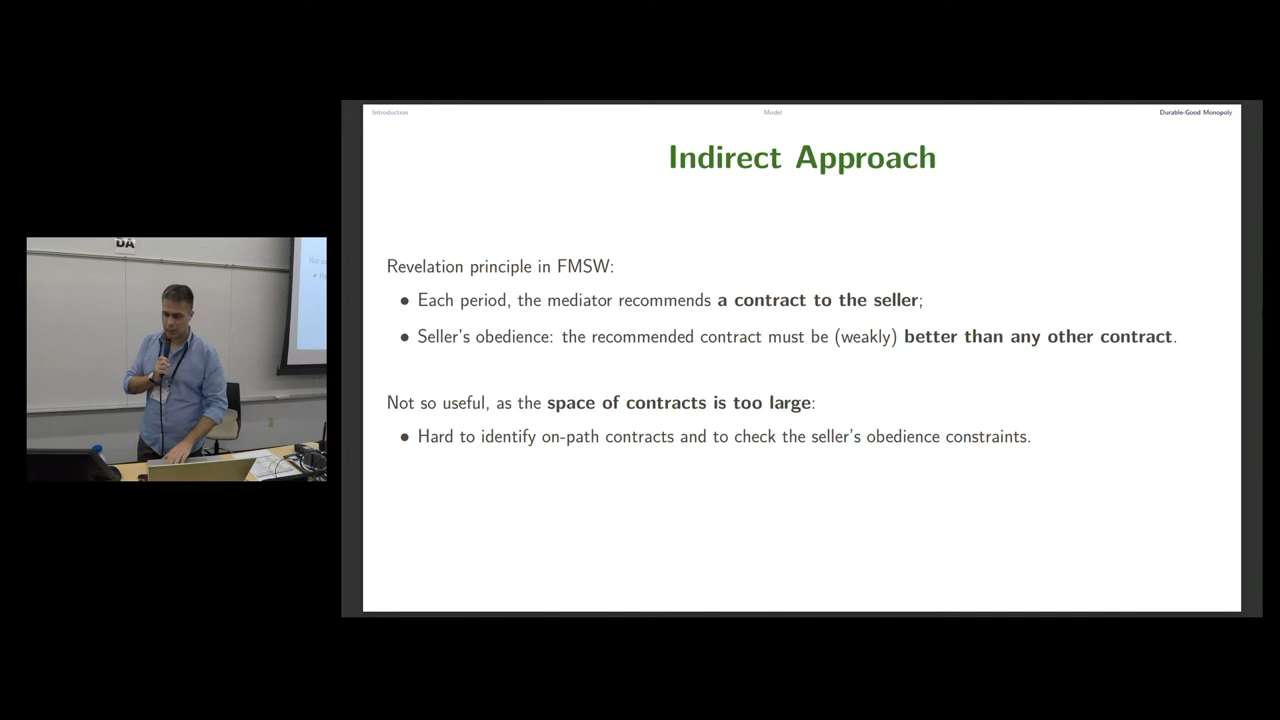 Introduction
Model
Durable-Good Monopoly
Indirect Approach
Revelation principle in FMSW:
• Each period, the mediator recommends a contract to the seller;
• Seller's obedience: the recommended contract must be (weakly) better than any other contract.
Not so useful, as the space of contracts is too large:
• Hard to identify on-path contracts and to check the seller's obedience constraints.
DA